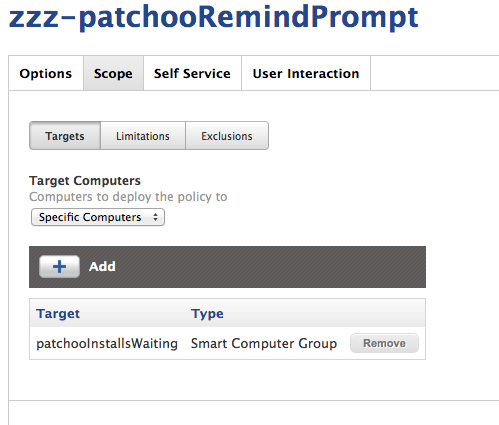 zzz-patchooRemindPrompt
Options Scope Self Service User Interaction
Targets Limitations Exclusions
Target Computers
Computers to deploy the policy to
Specific Computers
Add
Target Type
patchooInstallsWaiting Smart Computer Group Remove